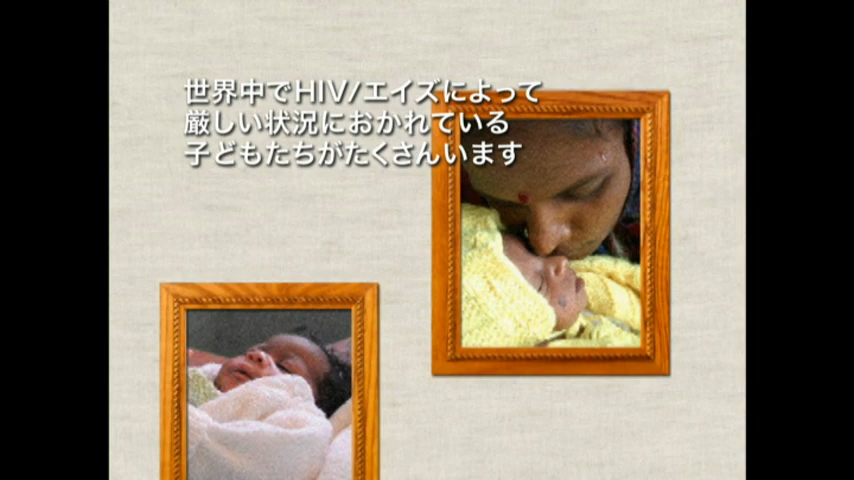 世界中でHIV/エイズによって
厳しい状況におかれている
子どもたちがたくさんいます